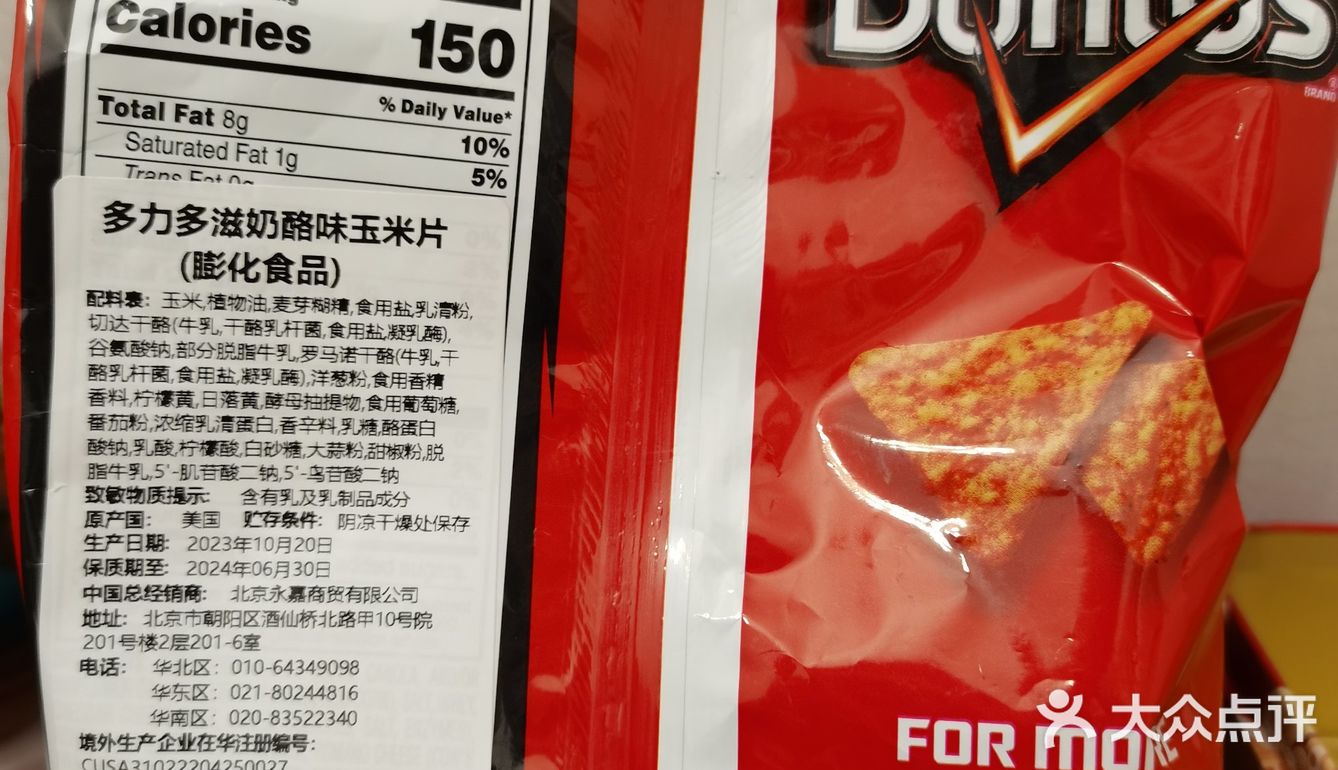 Calories 150
% Daily Value*
Total Fat 8g 10%
Saturated Fat 1g 5%
Trans Fat 0g
多力多滋奶酪味玉米片
(膨化食品)
配料表: 玉米,植物油,麦芽糊精,食用盐,乳清粉,
切达干酪(牛乳,干酪乳杆菌,食用盐,凝乳酶),
谷氨酸钠,部分脱脂牛乳,罗马诺干酪(牛乳,干
酪乳杆菌,食用盐,凝乳酶),洋葱粉,食用香精
香料,柠檬黄,日落黄,酵母抽提物,食用葡萄糖,
番茄粉,浓缩乳清蛋白,香辛料,乳糖,酪蛋白
酸钠,乳酸,柠檬酸,白砂糖,大蒜粉,甜椒粉,脱
脂牛乳,5'-肌苷酸二钠,5'-鸟苷酸二钠
致敏物质提示: 含有乳及乳制品成分
原产国: 美国 贮存条件: 阴凉干燥处保存
生产日期: 2023年10月20日
保质期至: 2024年06月30日
中国总经销商: 北京永嘉商贸有限公司
地址: 北京市朝阳区酒仙桥北路甲10号院
201号楼2层201-6室
电话: 华北区: 010-64349098
华东区: 021-80244816
华南区: 020-83522340
境外生产企业在华注册编号:
CUSA31022204250027
Doritos
BRAND
FOR MORE
大众点评